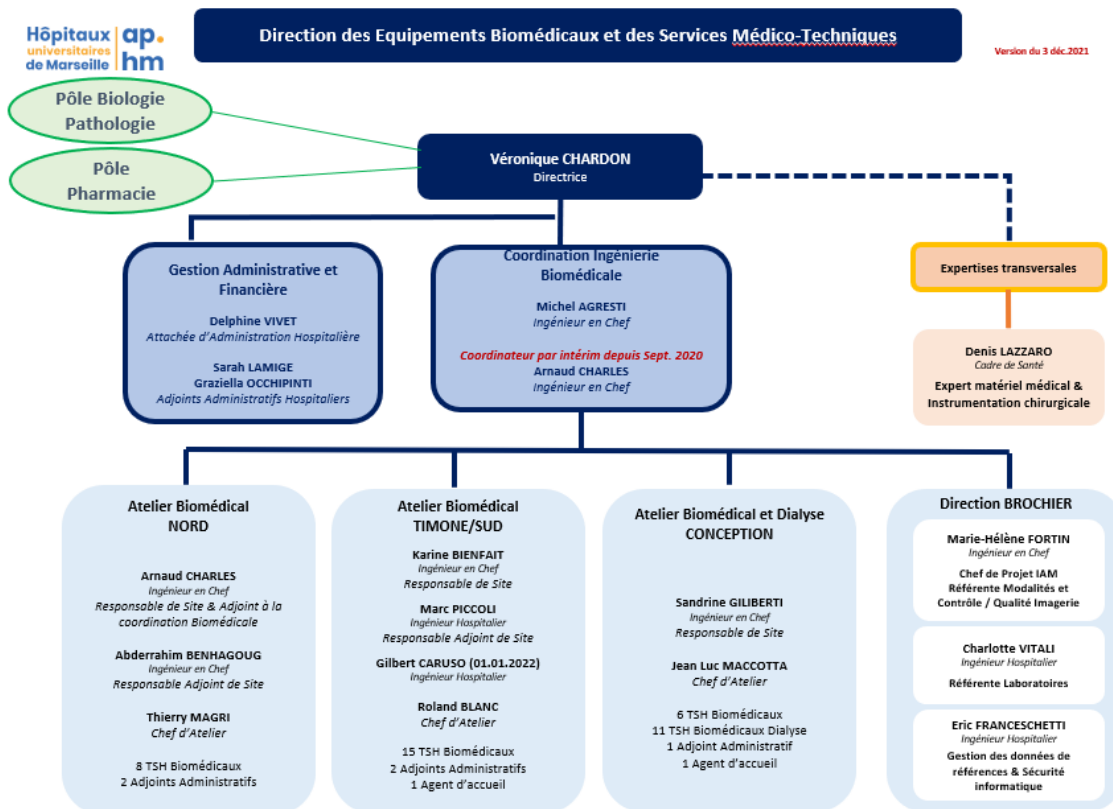 Hôpitaux
universitaires
de Marseille
ap.
hm
Direction des Equipements Biomédicaux et des Services Médico-Techniques
Version du 3 déc.2021
Pôle Biologie
Pathologie
Pôle
Pharmacie
Véronique CHARDON
Directrice
Gestion Administrative et
Financière
Delphine VIVET
Attachée d'Administration Hospitalière
Sarah LAMIGE
Graziella OCCHIPINTI
Adjoints Administratifs Hospitaliers
Coordination Ingénierie
Biomédicale
Michel AGRESTI
Ingénieur en Chef
Coordinateur par intérim depuis Sept. 2020
Arnaud CHARLES
Ingénieur en Chef
Expertises transversales
Denis LAZZARO
Cadre de Santé
Expert matériel médical &
Instrumentation chirurgicale
Atelier Biomédical
NORD
Arnaud CHARLES
Ingénieur en Chef
Responsable de Site & Adjoint à la
coordination Biomédicale
Abderrahim BENHAGOUG
Ingénieur en Chef
Responsable Adjoint de Site
Thierry MAGRI
Chef d'Atelier
8 TSH Biomédicaux
2 Adjoints Administratifs
Atelier Biomédical
TIMONE/SUD
Karine BIENFAIT
Ingénieur en Chef
Responsable de Site
Marc PICCOLI
Ingénieur Hospitalier
Responsable Adjoint de Site
Gilbert CARUSO (01.01.2022)
Ingénieur Hospitalier
Roland BLANC
Chef d'Atelier
15 TSH Biomédicaux
2 Adjoints Administratifs
1 Agent d'accueil
Atelier Biomédical et Dialyse
CONCEPTION
Sandrine GILIBERTI
Ingénieur en Chef
Responsable de Site
Jean Luc MACCOTTA
Chef d'Atelier
6 TSH Biomédicaux
11 TSH Biomédicaux Dialyse
1 Adjoint Administratif
1 Agent d'accueil
Direction BROCHIER
Marie-Hélène FORTIN
Ingénieur en Chef
Chef de Projet IAM
Référente Modalités et
Contrôle / Qualité Imagerie
Charlotte VITALI
Ingénieur Hospitalier
Référente Laboratoires
Eric FRANCESCHETTI
Ingénieur Hospitalier
Gestion des données de
références & Sécurité
informatique